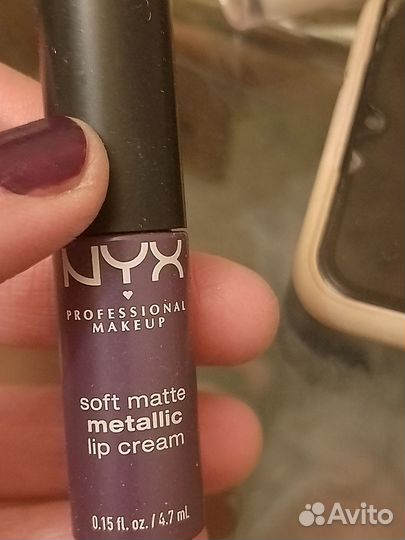 NYX
PROFESSIONAL
MAKEUP
soft matte
metallic
lip cream
0.15 fl. oz. / 4.7 mL
Avito